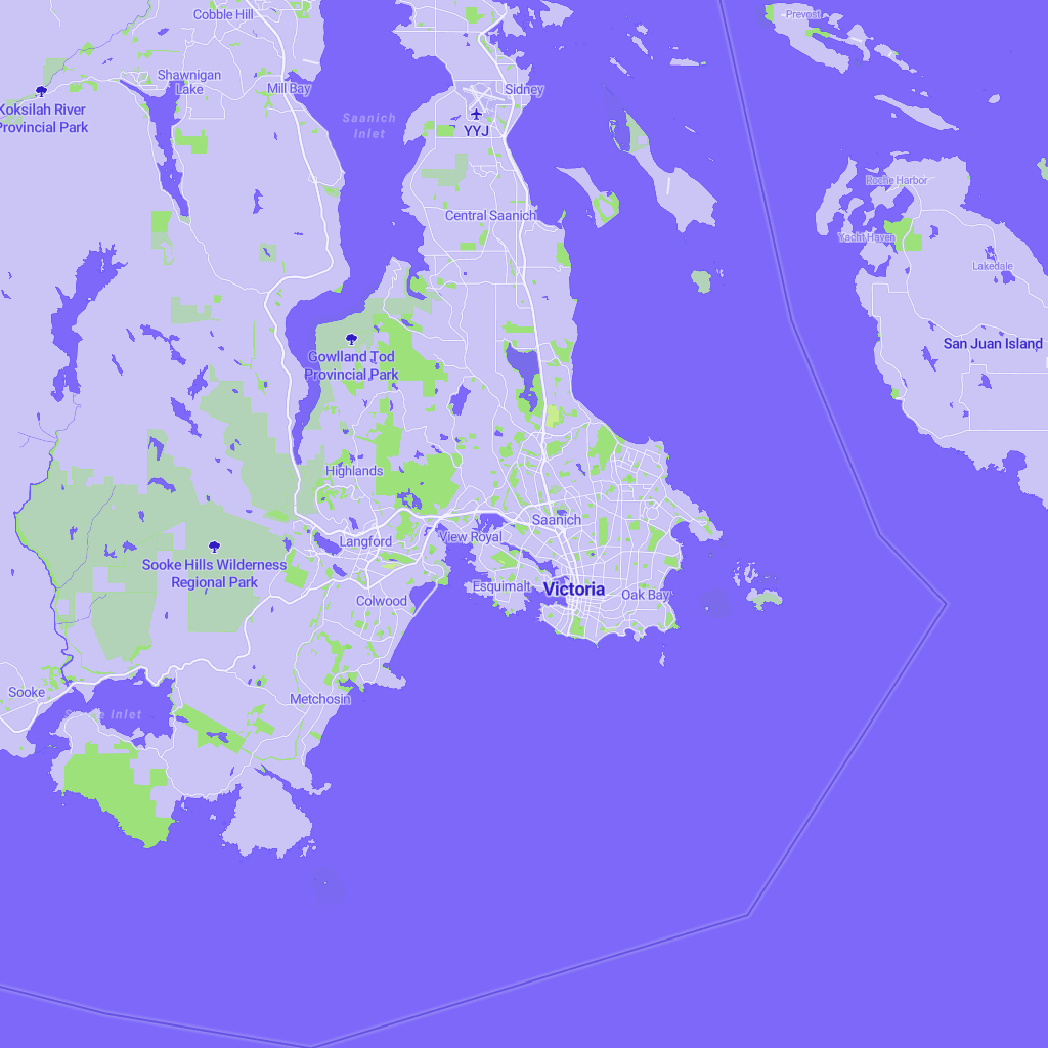 Cobble Hill
Prevost
Shawnigan
Lake
Mill Bay
Sidney
Koksilah River
Provincial Park
Saanich
Inlet
YYJ
Roche Harbor
Central Saanich
Yacht Haven
Lakedale
San Juan Island
Gowlland Tod
Provincial Park
Highlands
Saanich
View Royal
Langford
Sooke Hills Wilderness
Regional Park
Esquimalt
Victoria
Oak Bay
Colwood
Sooke
Metchosin
Inlet